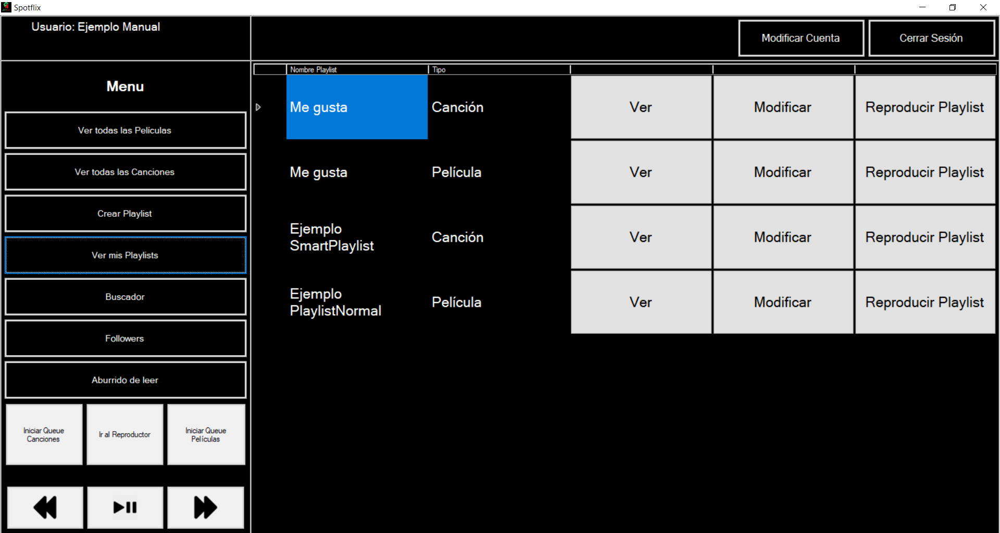 Spotflix
Usuario: Ejemplo Manual
Modificar Cuenta
Cerrar Sesión
Menu
Ver todas las Películas
Ver todas las Canciones
Crear Playlist
Ver mis Playlists
Buscador
Followers
Aburrido de leer
Iniciar Queue
Canciones
Ir al Reproductor
Iniciar Queue
Películas
Nombre Playlist
Tipo
Me gusta
Canción
Ver
Modificar
Reproducir Playlist
Me gusta
Película
Ver
Modificar
Reproducir Playlist
Ejemplo
SmartPlaylist
Canción
Ver
Modificar
Reproducir Playlist
Ejemplo
PlaylistNormal
Película
Ver
Modificar
Reproducir Playlist